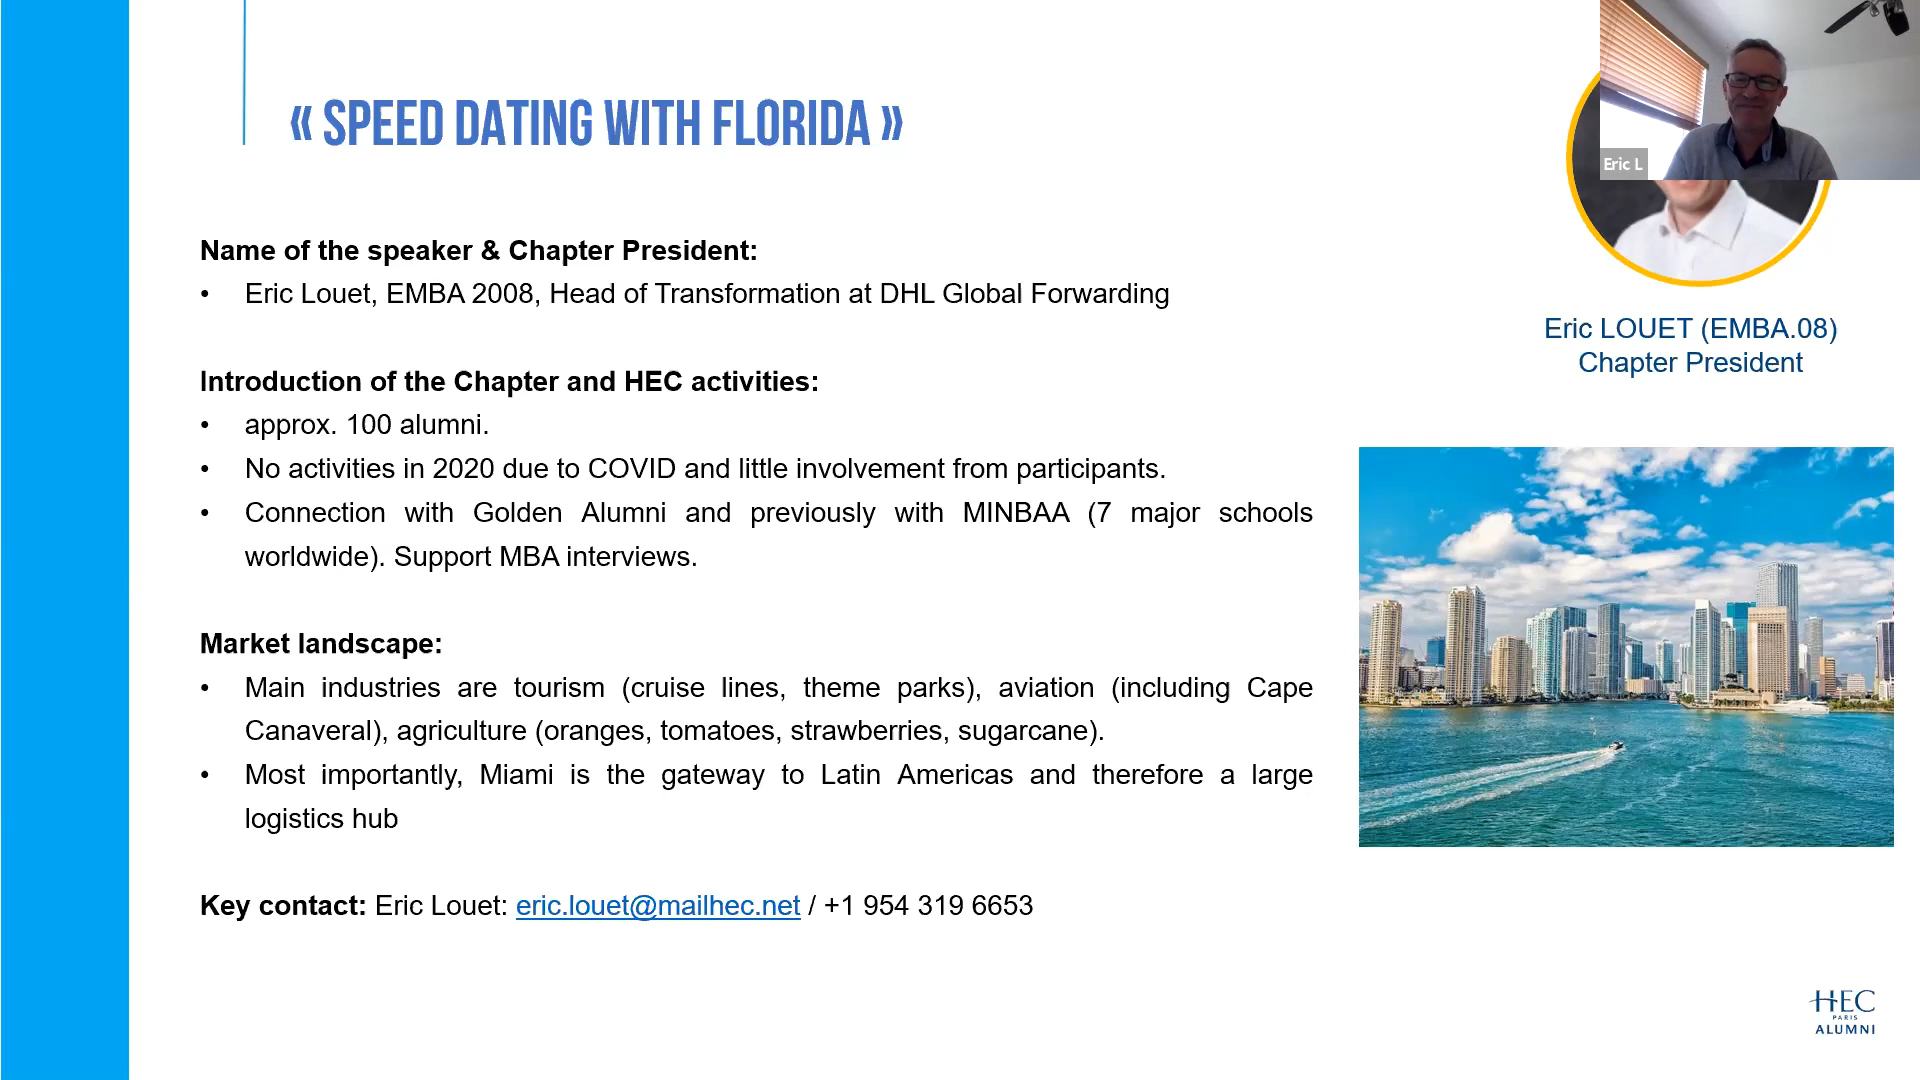 « SPEED DATING WITH FLORIDA »
Eric L
Name of the speaker & Chapter President:
• Eric Louet, EMBA 2008, Head of Transformation at DHL Global Forwarding
Eric LOUET (EMBA.08)
Chapter President
Introduction of the Chapter and HEC activities:
• approx. 100 alumni.
• No activities in 2020 due to COVID and little involvement from participants.
• Connection with Golden Alumni and previously with MINBAA (7 major schools
worldwide). Support MBA interviews.
Market landscape:
• Main industries are tourism (cruise lines, theme parks), aviation (including Cape
Canaveral), agriculture (oranges, tomatoes, strawberries, sugarcane).
• Most importantly, Miami is the gateway to Latin Americas and therefore a large
logistics hub
Key contact: Eric Louet: eric.louet@mailhec.net / +1 954 319 6653
HEC
PARIS
ALUMNI